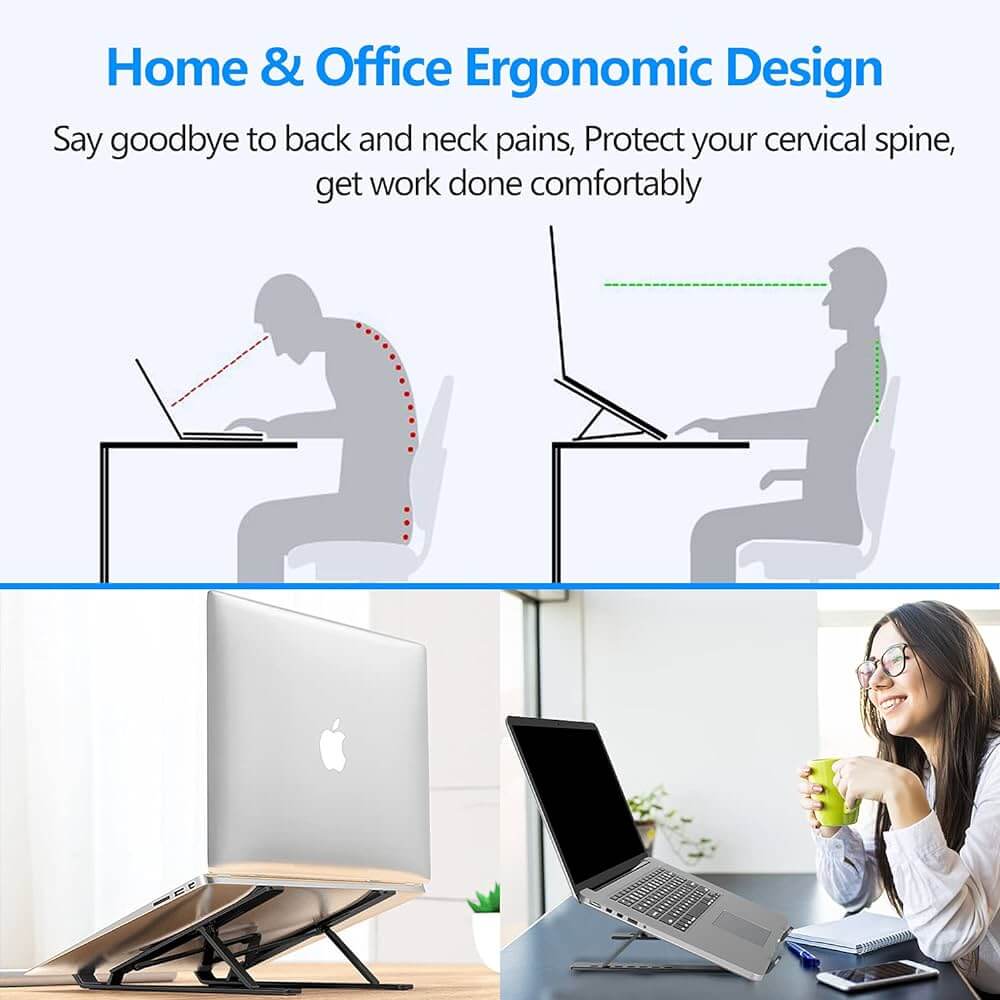 Home & Office Ergonomic Design
Say goodbye to back and neck pains, Protect your cervical spine,
get work done comfortably